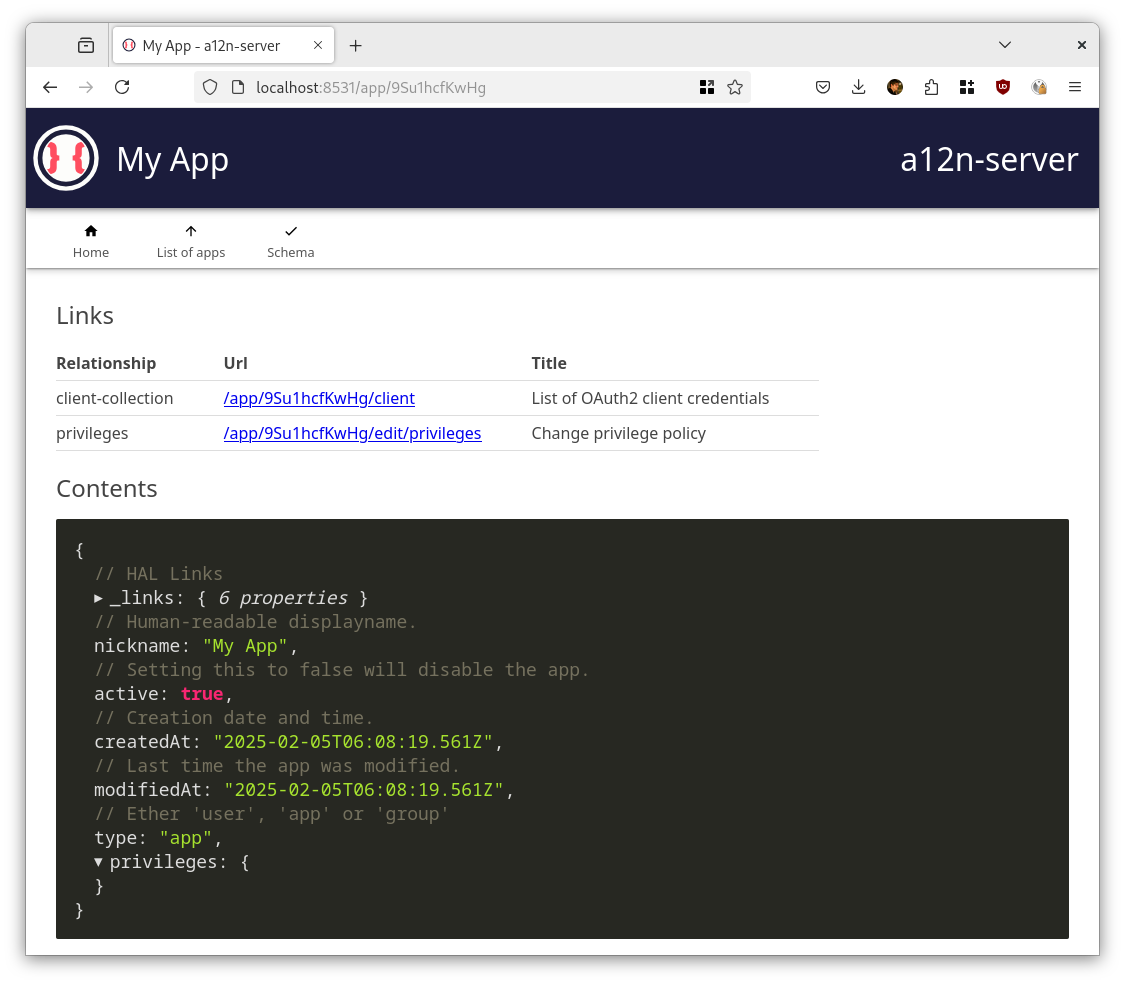 My App - a12n-server
localhost:8531/app/9Su1hcfKwHg
My App
a12n-server
Home List of apps Schema
Links
Relationship Url Title
client-collection /app/9Su1hcfKwHg/client List of OAuth2 client credentials
privileges /app/9Su1hcfKwHg/edit/privileges Change privilege policy
Contents
{
// HAL Links
▶ _links: { 6 properties }
// Human-readable displayname.
nickname: "My App",
// Setting this to false will disable the app.
active: true,
// Creation date and time.
createdAt: "2025-02-05T06:08:19.561Z",
// Last time the app was modified.
modifiedAt: "2025-02-05T06:08:19.561Z",
// Ether 'user', 'app' or 'group'
type: "app",
▼ privileges: {
}
}